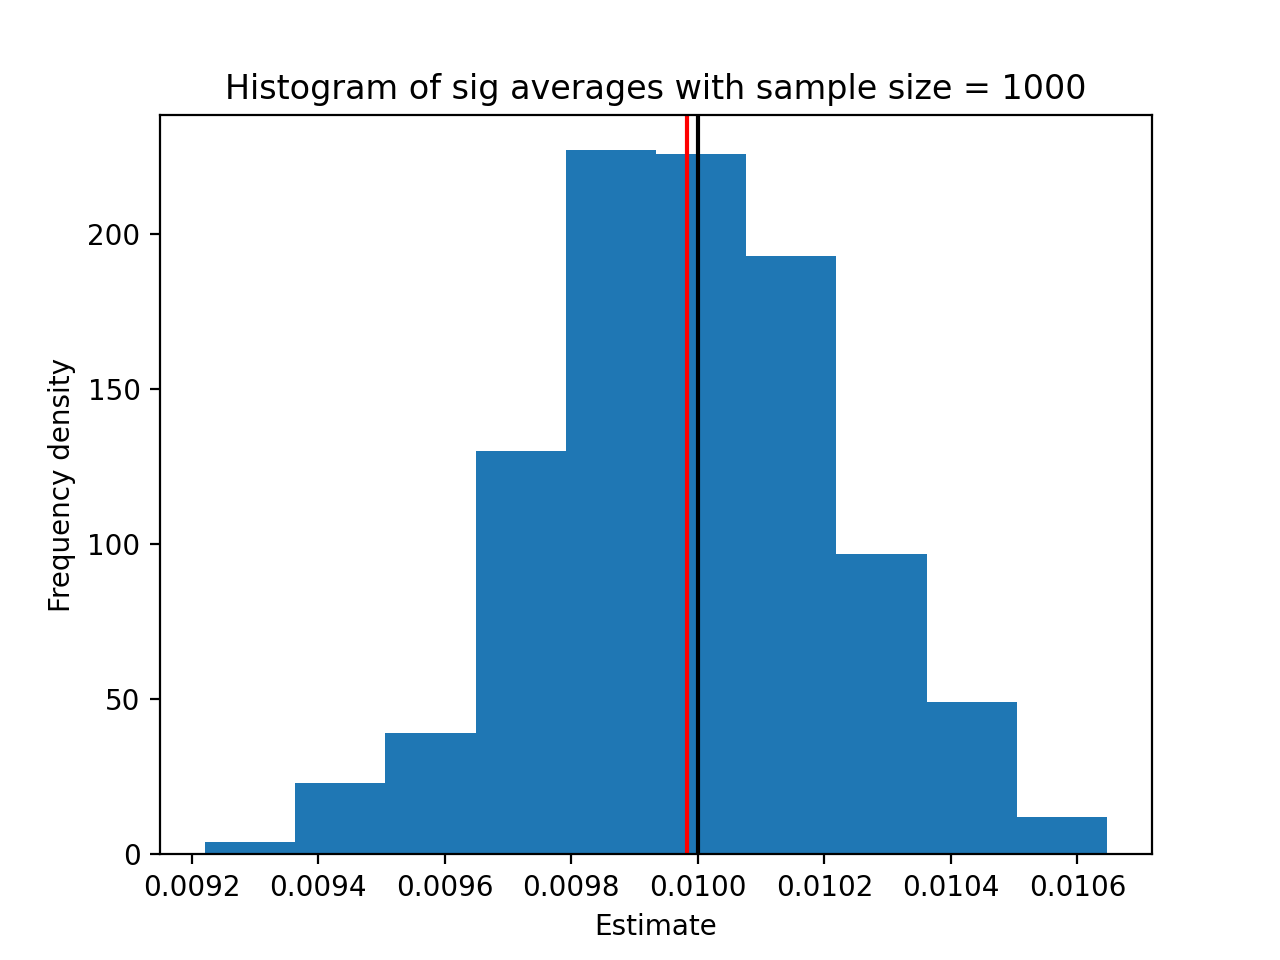 Histogram of sig averages with sample size = 1000
200
150
100
50
0
Frequency density
0.0092 0.0094 0.0096 0.0098 0.0100 0.0102 0.0104 0.0106
Estimate